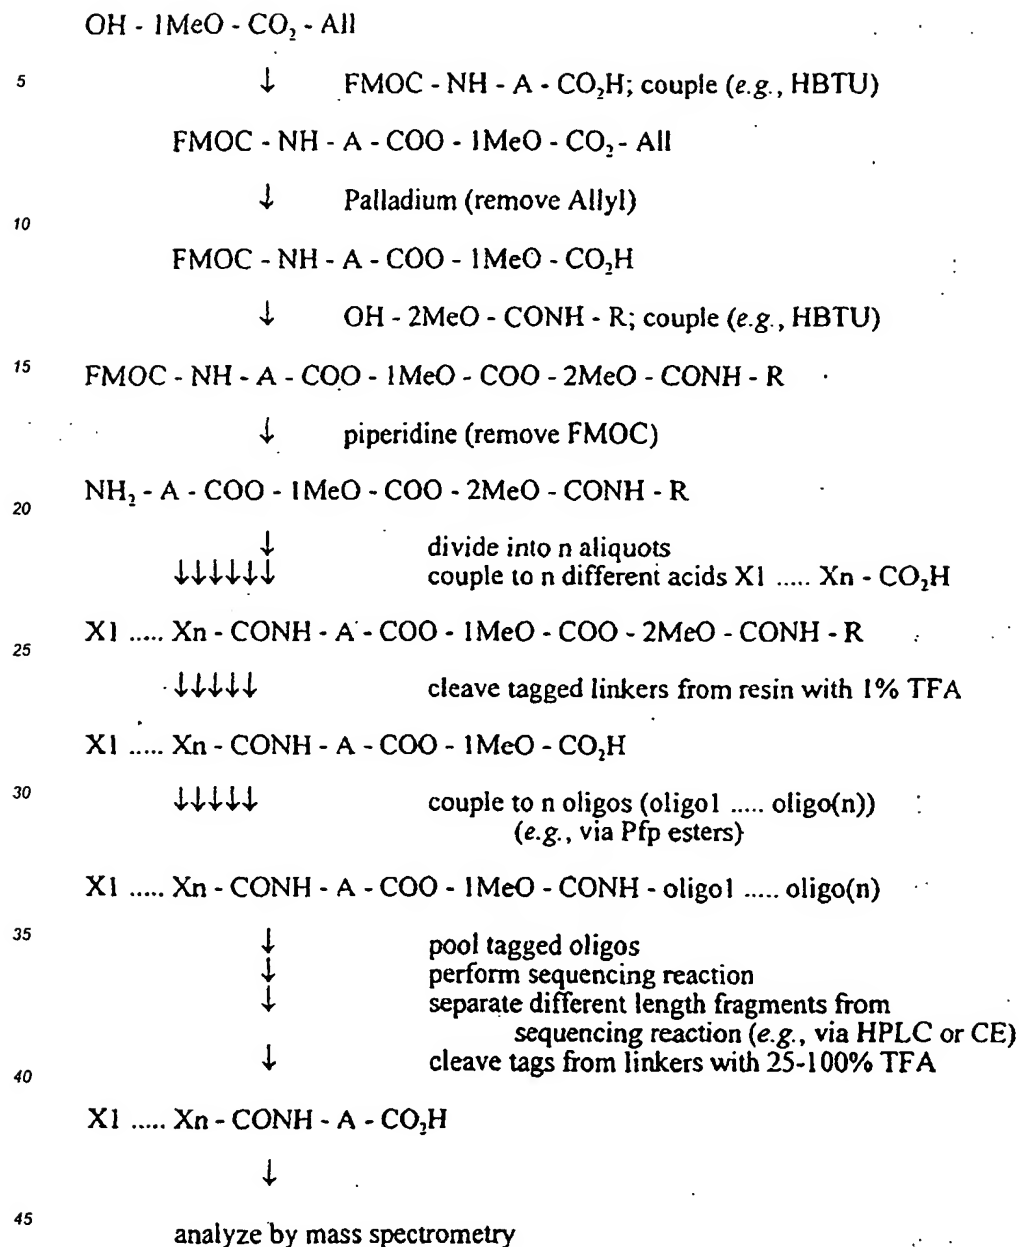 OH - 1MeO - CO₂ - All
5 ↓ FMOC - NH - A - CO₂H; couple (e.g., HBTU)
FMOC - NH - A - COO - 1MeO - CO₂ - All
↓ Palladium (remove Allyl)
10
FMOC - NH - A - COO - 1MeO - CO₂H
↓ OH - 2MeO - CONH - R; couple (e.g., HBTU)
15 FMOC - NH - A - COO - 1MeO - COO - 2MeO - CONH - R
↓ piperidine (remove FMOC)
20 NH₂ - A - COO - 1MeO - COO - 2MeO - CONH - R
↓ divide into n aliquots
↓↓↓↓↓↓ couple to n different acids X1 ..... Xn - CO₂H
25 X1 ..... Xn - CONH - A - COO - 1MeO - COO - 2MeO - CONH - R
↓↓↓↓↓ cleave tagged linkers from resin with 1% TFA
X1 ..... Xn - CONH - A - COO - 1MeO - CO₂H
30 ↓↓↓↓↓ couple to n oligos (oligo1 ..... oligo(n))
(e.g., via Pfp esters)
X1 ..... Xn - CONH - A - COO - 1MeO - CONH - oligo1 ..... oligo(n)
35 ↓ pool tagged oligos
↓ perform sequencing reaction
↓ separate different length fragments from
sequencing reaction (e.g., via HPLC or CE)
↓ cleave tags from linkers with 25-100% TFA
40
X1 ..... Xn - CONH - A - CO₂H
↓
45 analyze by mass spectrometry